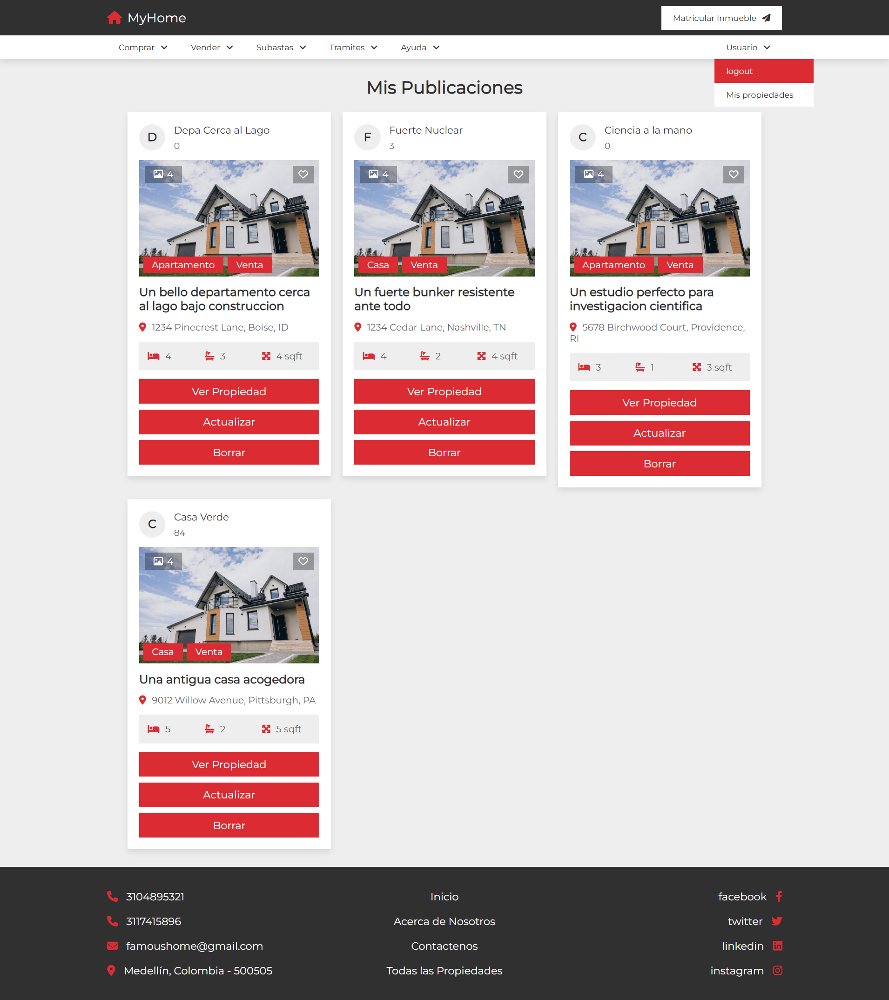 MyHome
Matricular Inmueble
Comprar
Vender
Subastas
Tramites
Ayuda
Usuario
logout
Mis propiedades
Mis Publicaciones
D
Depa Cerca al Lago
0
4
Apartamento
Venta
Un bello departamento cerca
al lago bajo construccion
1234 Pinecrest Lane, Boise, ID
4
3
4 sqft
Ver Propiedad
Actualizar
Borrar
F
Fuerte Nuclear
3
4
Casa
Venta
Un fuerte bunker resistente
ante todo
1234 Cedar Lane, Nashville, TN
4
2
4 sqft
Ver Propiedad
Actualizar
Borrar
C
Ciencia a la mano
0
4
Apartamento
Venta
Un estudio perfecto para
investigacion cientifica
5678 Birchwood Court, Providence,
RI
3
1
3 sqft
Ver Propiedad
Actualizar
Borrar
C
Casa Verde
84
4
Casa
Venta
Una antigua casa acogedora
9012 Willow Avenue, Pittsburgh, PA
5
2
5 sqft
Ver Propiedad
Actualizar
Borrar
3104895321
3117415896
famoushome@gmail.com
Medellín, Colombia - 500505
Inicio
Acerca de Nosotros
Contactenos
Todas las Propiedades
facebook
twitter
linkedin
instagram